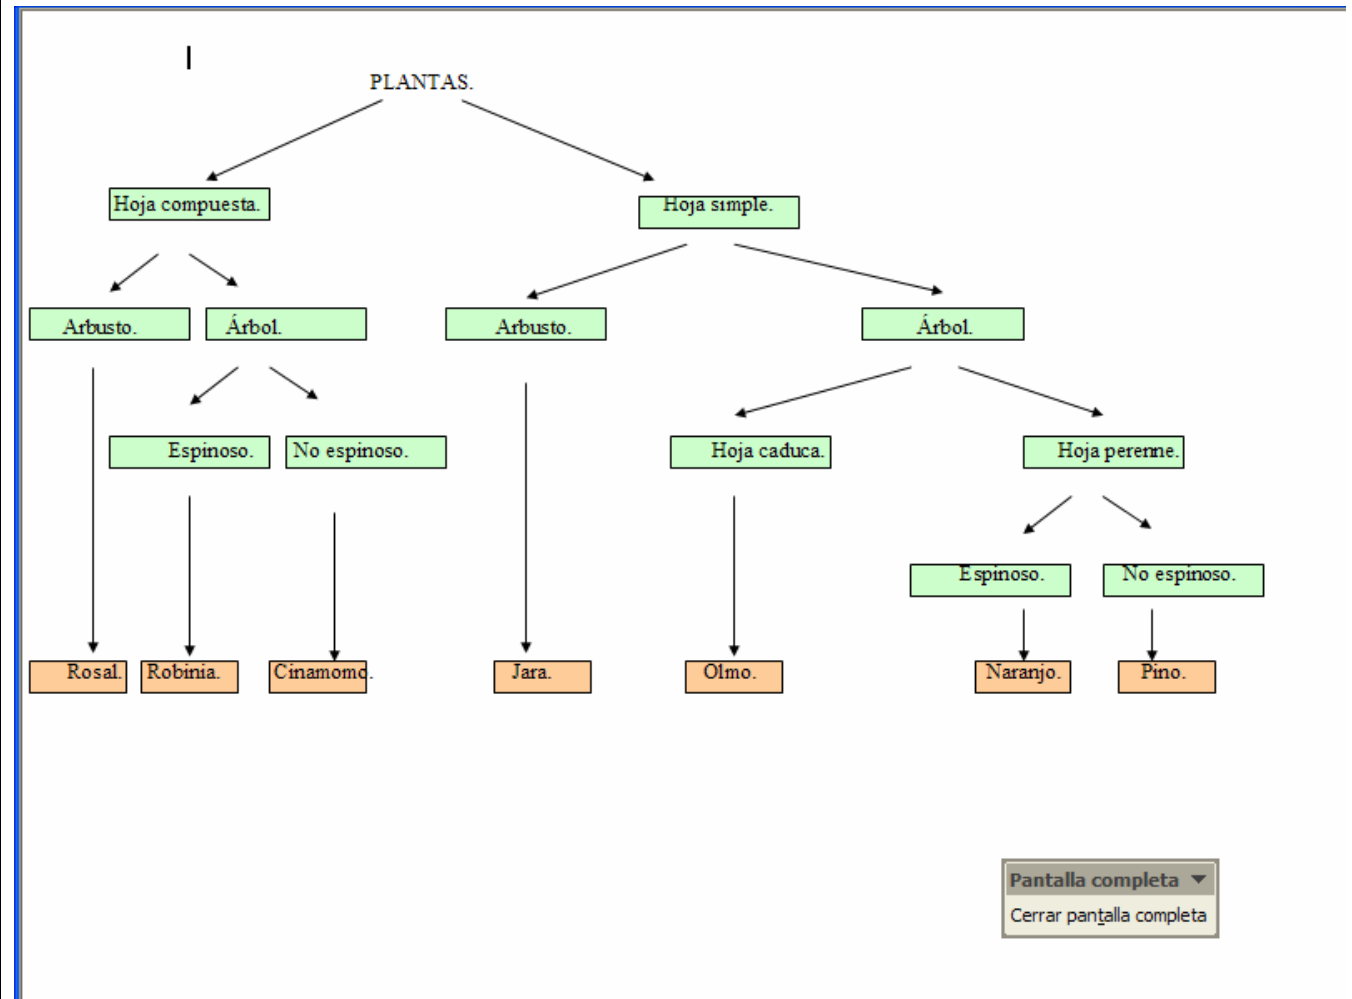 PLANTAS.
Hoja compuesta.
Hoja simple.
Arbusto.
Árbol.
Arbusto.
Árbol.
Espinoso.
No espinoso.
Hoja caduca.
Hoja perenne.
Espinoso.
No espinoso.
Rosal.
Robinia.
Cinamomo.
Jara.
Olmo.
Naranjo.
Pino.
Pantalla completa
Cerrar pantalla completa